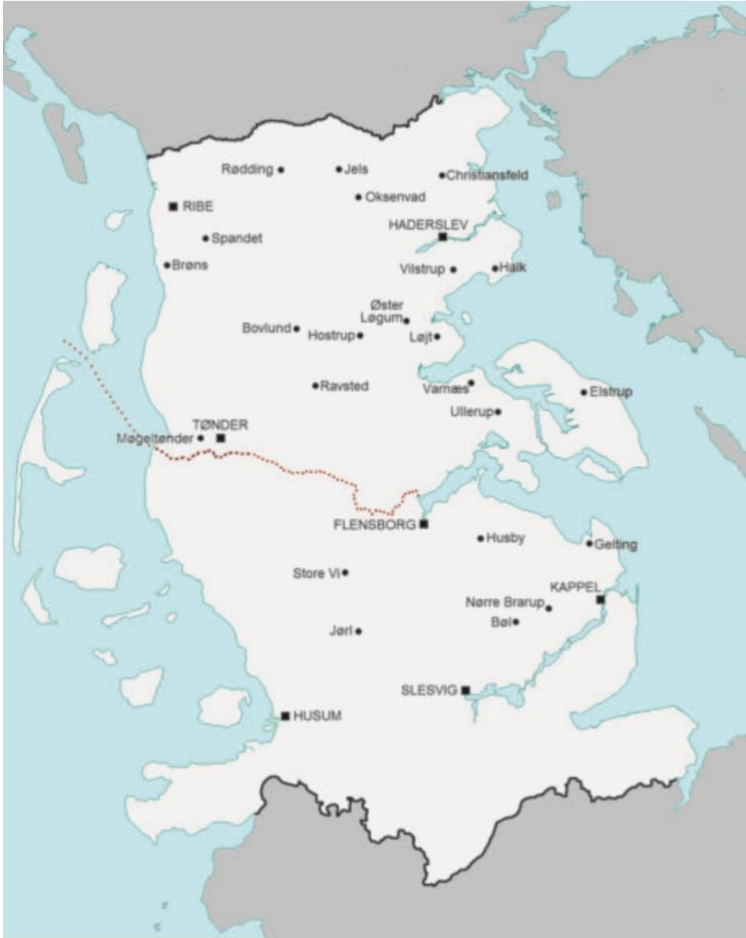 Rødding
Jels
Christiansfeld
Oksenvad
RIBE
HADERSLEV
Spandet
Brøns
Vilstrup
Halk
Øster
Løgum
Bovlund
Hostrup
Løjt
Ravsted
Varnæs
Elstrup
Ullerup
TØNDER
Møgeltønder
FLENSBORG
Husby
Gelting
Store Vi
KAPPEL
Nørre Brarup
Bøl
Jørl
SLESVIG
HUSUM